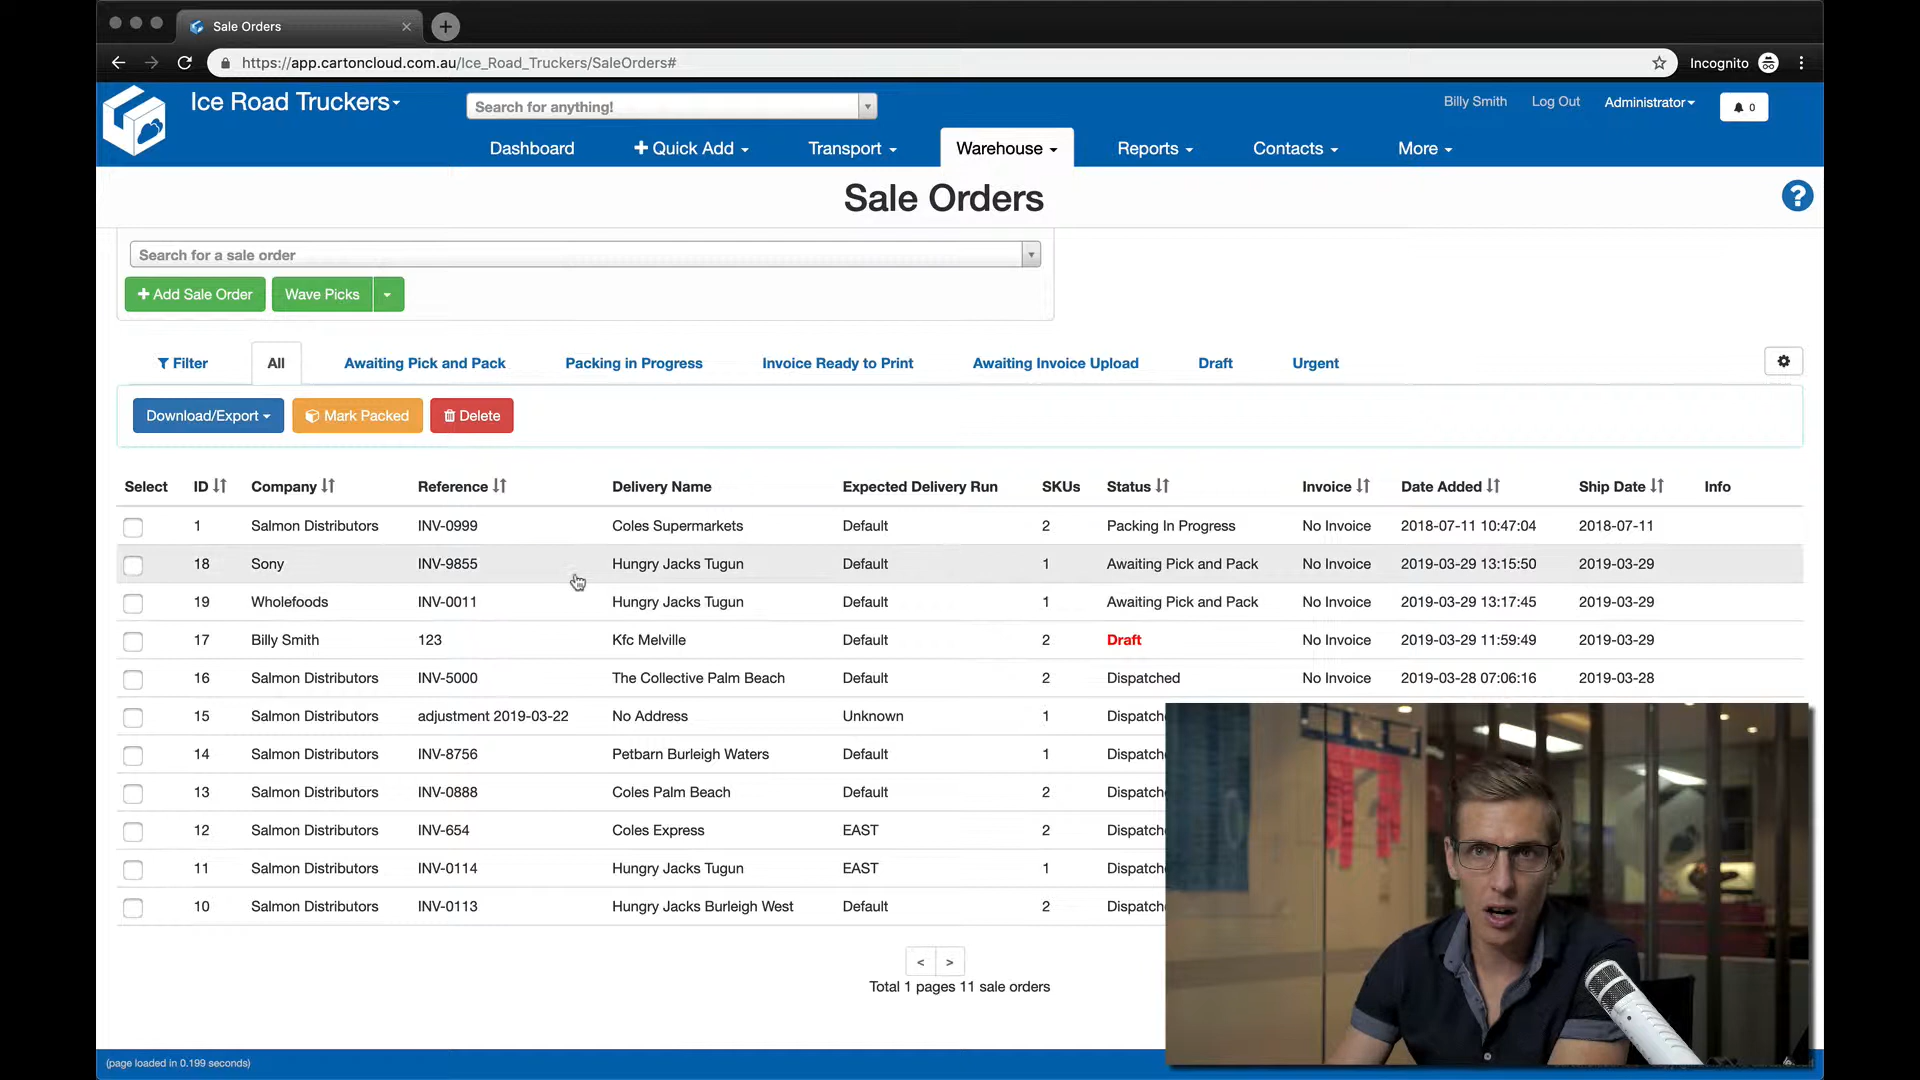 Sale Orders
https://app.cartoncloud.com.au/Ice_Road_Truckers/SaleOrders#
Incognito
Ice Road Truckers
Search for anything!
Billy Smith
Log Out
Administrator
0
Dashboard
Quick Add
Transport
Warehouse
Reports
Contacts
More
Sale Orders
?
Search for a sale order
Add Sale Order
Wave Picks
Filter
All
Awaiting Pick and Pack
Packing in Progress
Invoice Ready to Print
Awaiting Invoice Upload
Draft
Urgent
Download/Export
Mark Packed
Delete
Select ID Company Reference Delivery Name Expected Delivery Run SKUs Status Invoice Date Added Ship Date Info
1 Salmon Distributors INV-0999 Coles Supermarkets Default 2 Packing In Progress No Invoice 2018-07-11 10:47:04 2018-07-11
18 Sony INV-9855 Hungry Jacks Tugun Default 1 Awaiting Pick and Pack No Invoice 2019-03-29 13:15:50 2019-03-29
19 Wholefoods INV-0011 Hungry Jacks Tugun Default 1 Awaiting Pick and Pack No Invoice 2019-03-29 13:17:45 2019-03-29
17 Billy Smith 123 Kfc Melville Default 2 Draft No Invoice 2019-03-29 11:59:49 2019-03-29
16 Salmon Distributors INV-5000 The Collective Palm Beach Default 2 Dispatched No Invoice 2019-03-28 07:06:16 2019-03-28
15 Salmon Distributors adjustment 2019-03-22 No Address Unknown 1 Dispatch
14 Salmon Distributors INV-8756 Petbarn Burleigh Waters Default 1 Dispatch
13 Salmon Distributors INV-0888 Coles Palm Beach Default 2 Dispatch
12 Salmon Distributors INV-654 Coles Express EAST 2 Dispatch
11 Salmon Distributors INV-0114 Hungry Jacks Tugun EAST 1 Dispatch
10 Salmon Distributors INV-0113 Hungry Jacks Burleigh West Default 2 Dispatch
< >
Total 1 pages 11 sale orders
(page loaded in 0.199 seconds)